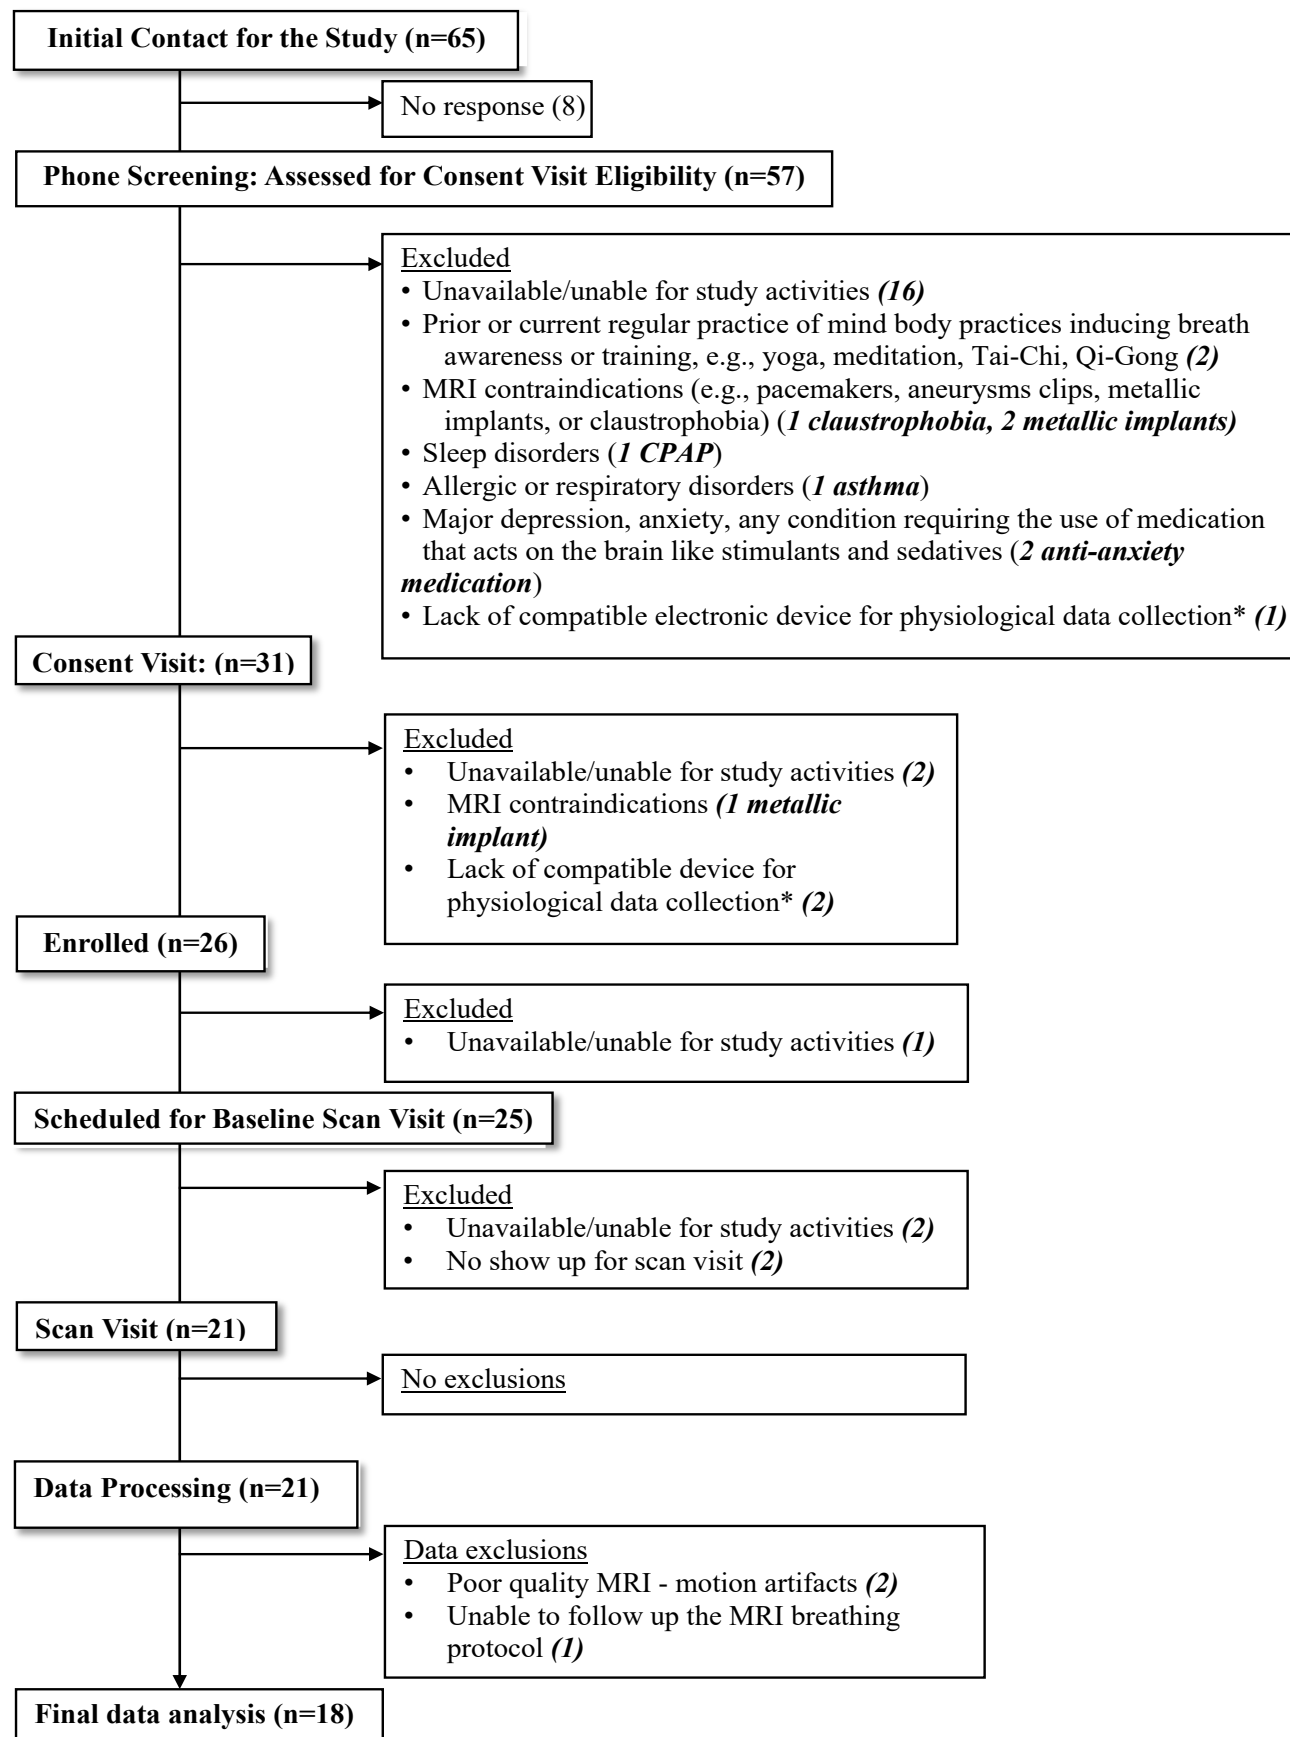 Initial Contact for the Study (n=65)
No response (8)
Phone Screening: Assessed for Consent Visit Eligibility (n=57)
Excluded
• Unavailable/unable for study activities (16)
• Prior or current regular practice of mind body practices inducing breath
awareness or training, e.g., yoga, meditation, Tai-Chi, Qi-Gong (2)
• MRI contraindications (e.g., pacemakers, aneurysms clips, metallic
implants, or claustrophobia) (1 claustrophobia, 2 metallic implants)
• Sleep disorders (1 CPAP)
• Allergic or respiratory disorders (1 asthma)
• Major depression, anxiety, any condition requiring the use of medication
that acts on the brain like stimulants and sedatives (2 anti-anxiety
medication)
• Lack of compatible electronic device for physiological data collection* (1)
Consent Visit: (n=31)
Excluded
• Unavailable/unable for study activities (2)
• MRI contraindications (1 metallic
implant)
• Lack of compatible device for
physiological data collection* (2)
Enrolled (n=26)
Excluded
• Unavailable/unable for study activities (1)
Scheduled for Baseline Scan Visit (n=25)
Excluded
• Unavailable/unable for study activities (2)
• No show up for scan visit (2)
Scan Visit (n=21)
No exclusions
Data Processing (n=21)
Data exclusions
• Poor quality MRI - motion artifacts (2)
• Unable to follow up the MRI breathing
protocol (1)
Final data analysis (n=18)